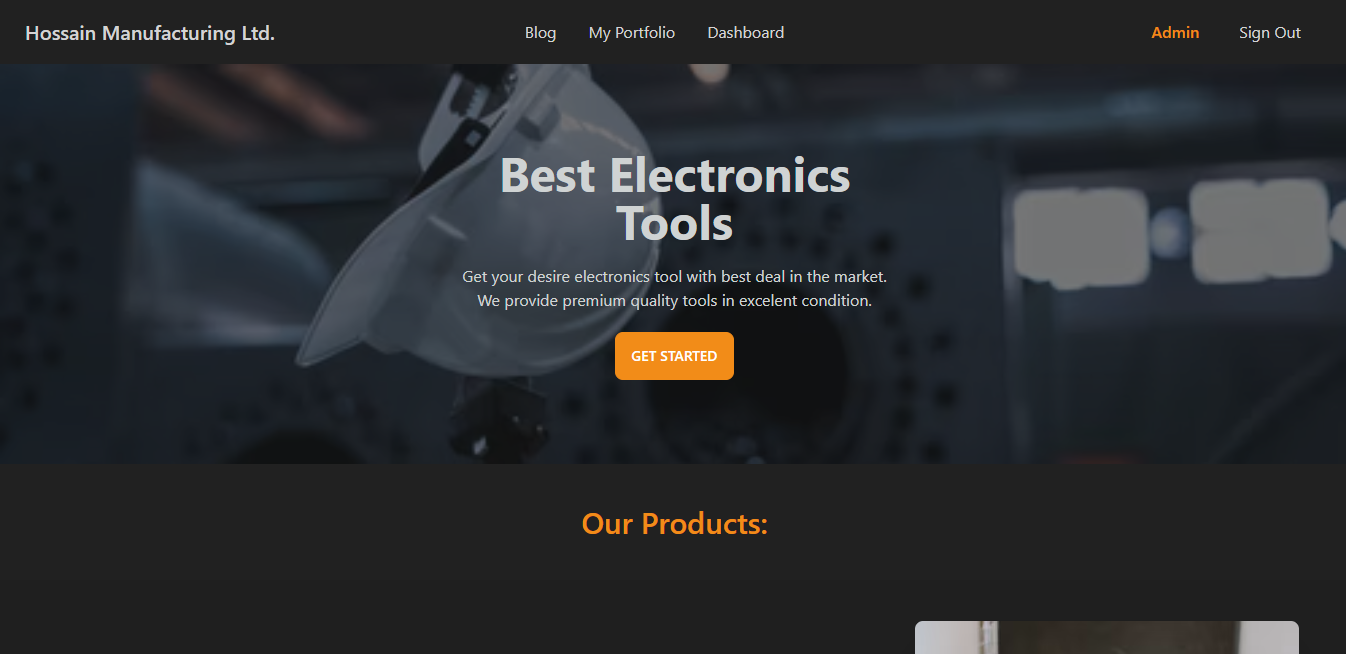 Hossain Manufacturing Ltd.
Blog
My Portfolio
Dashboard
Admin
Sign Out
Best Electronics
Tools
Get your desire electronics tool with best deal in the market.
We provide premium quality tools in excelent condition.
GET STARTED
Our Products: